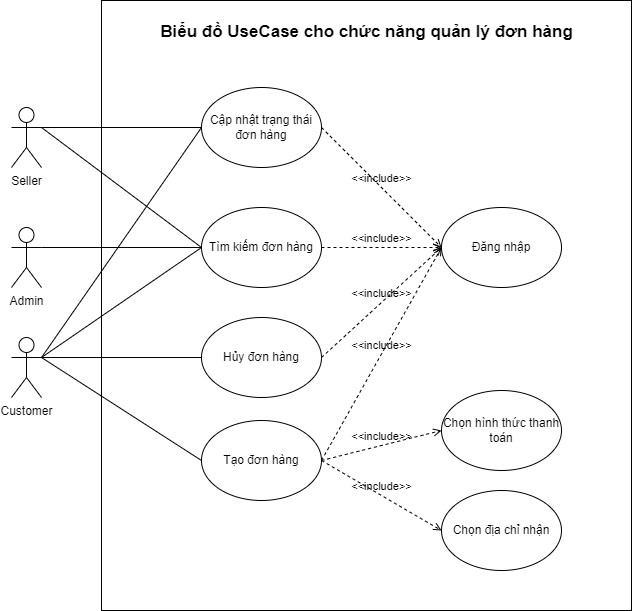 Biểu đồ UseCase cho chức năng quản lý đơn hàng
Cập nhật trạng thái
đơn hàng
Seller
<<include>>
Tìm kiếm đơn hàng
<<include>>
Đăng nhập
Admin
<<include>>
Hủy đơn hàng
<<include>>
Customer
Chọn hình thức thanh
toán
<<include>>
Tạo đơn hàng
<<include>>
Chọn địa chỉ nhận